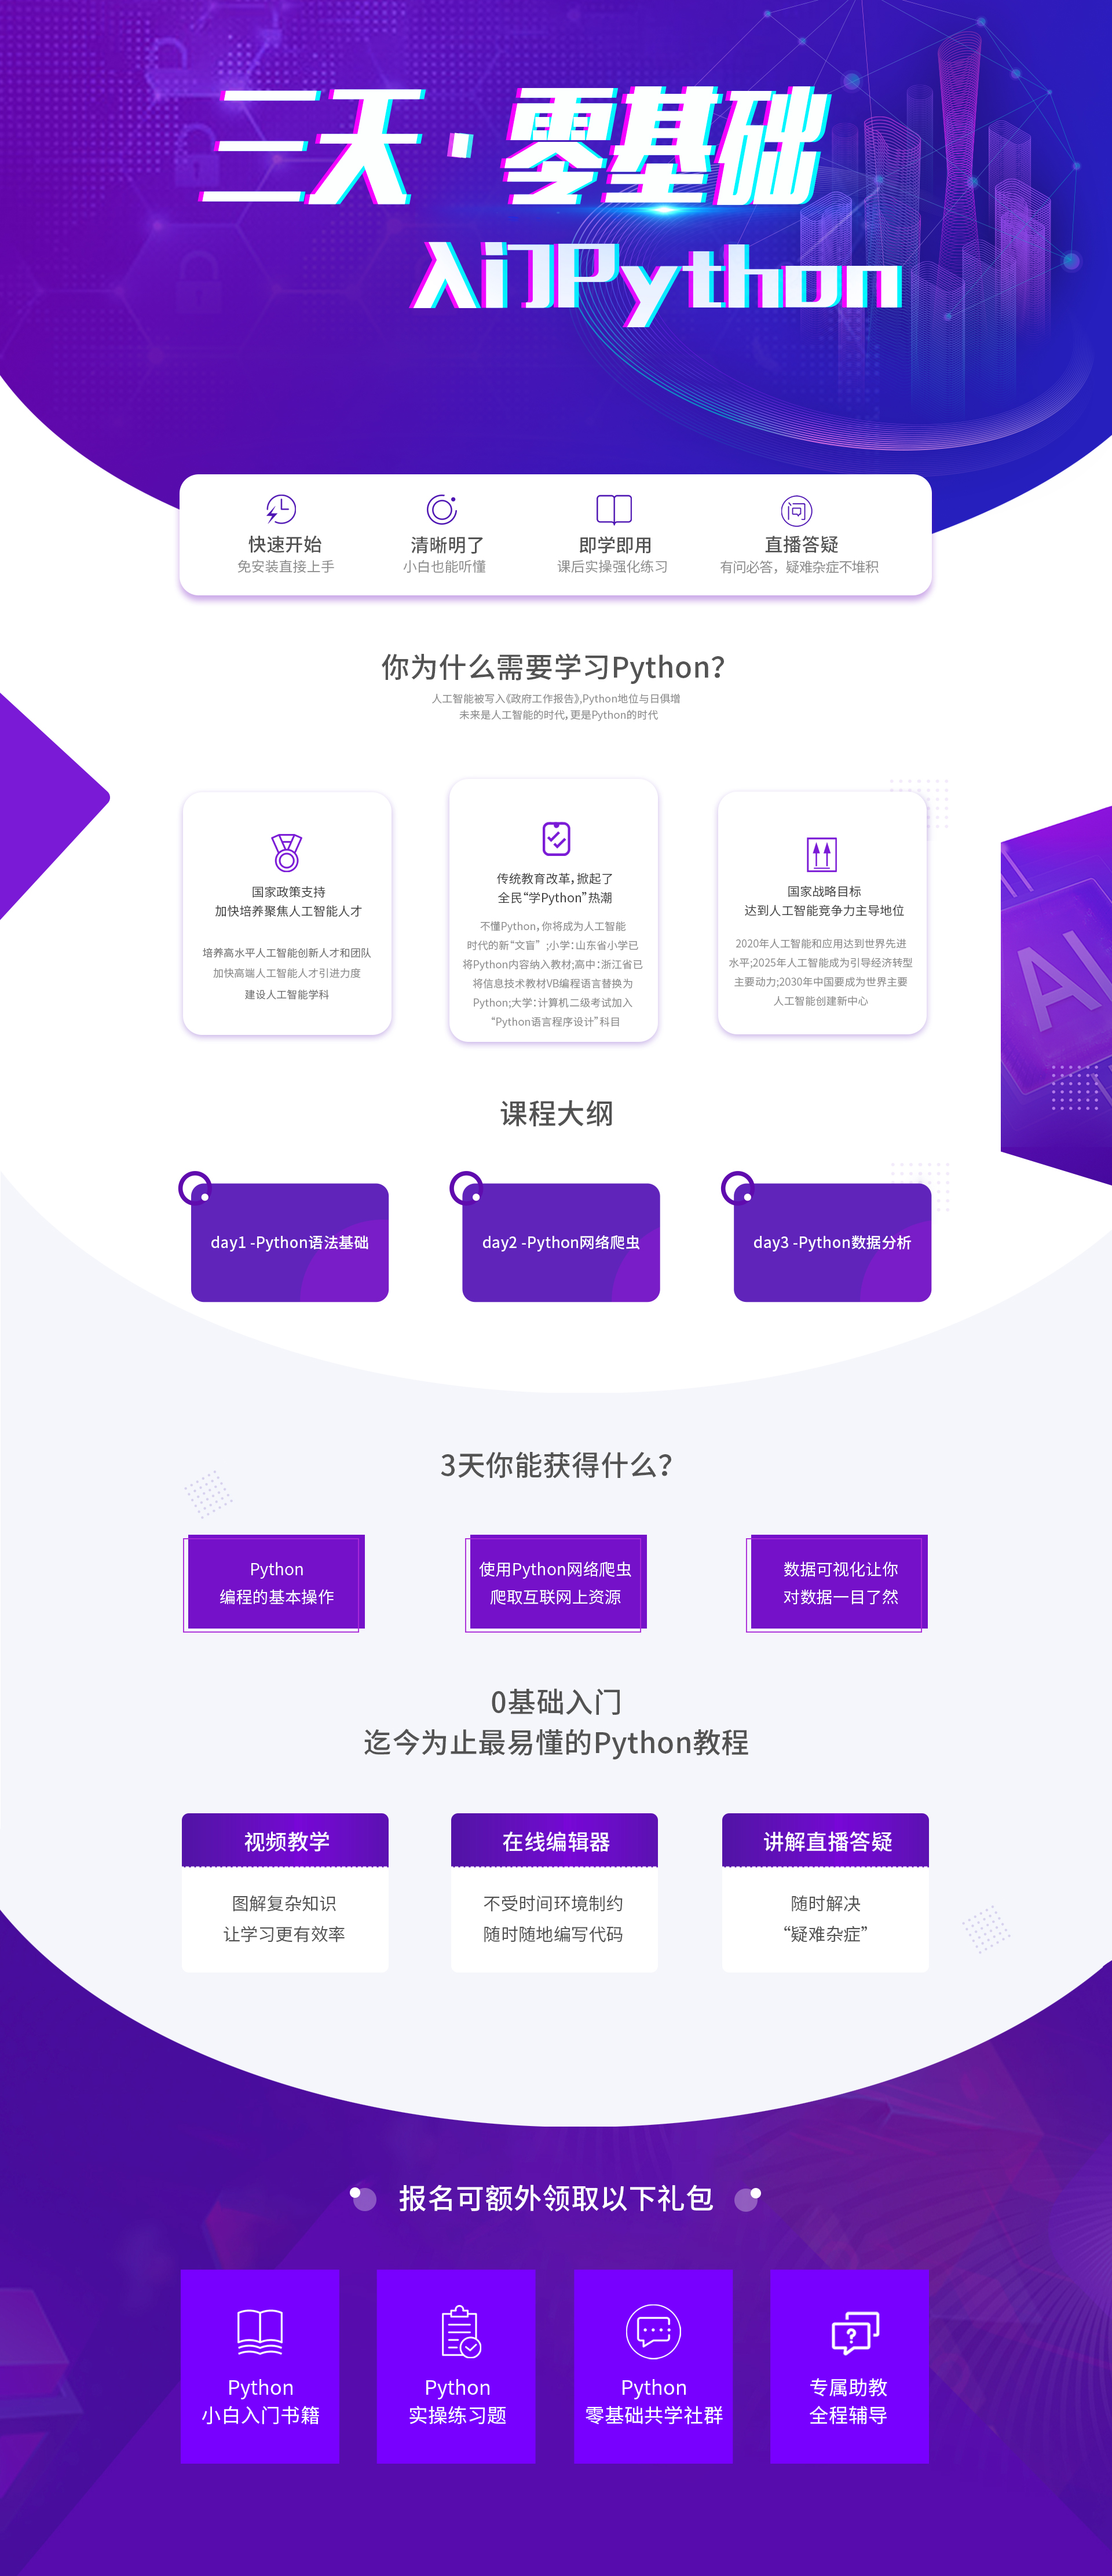 三天·零基础
入门Python
快速开始
免安装直接上手
清晰明了
小白也能听懂
即学即用
课后实操强化练习
问
直播答疑
有问必答，疑难杂症不堆积
你为什么需要学习Python？
人工智能被写入《政府工作报告》,Python地位与日俱增
未来是人工智能的时代，更是Python的时代
国家政策支持
加快培养聚焦人工智能人才
培养高水平人工智能创新人才和团队
加快高端人工智能人才引进力度
建设人工智能学科
传统教育改革，掀起了
全民“学Python”热潮
不懂Python，你将成为人工智能
时代的新“文盲”;小学：山东省小学已
将Python内容纳入教材;高中：浙江省已
将信息技术教材VB编程语言替换为
Python;大学：计算机二级考试加入
“Python语言程序设计”科目
国家战略目标
达到人工智能竞争力主导地位
2020年人工智能和应用达到世界先进
水平;2025年人工智能成为引导经济转型
主要动力;2030年中国要成为世界主要
人工智能创建新中心
AI
课程大纲
day1 -Python语法基础
day2 -Python网络爬虫
day3 -Python数据分析
3天你能获得什么？
Python
编程的基本操作
使用Python网络爬虫
爬取互联网上资源
数据可视化让你
对数据一目了然
0基础入门
迄今为止最易懂的Python教程
视频教学
图解复杂知识
让学习更有效率
在线编辑器
不受时间环境制约
随时随地编写代码
讲解直播答疑
随时解决
“疑难杂症”
报名可额外领取以下礼包
Python
小白入门书籍
Python
实操练习题
Python
零基础共学社群
专属助教
全程辅导